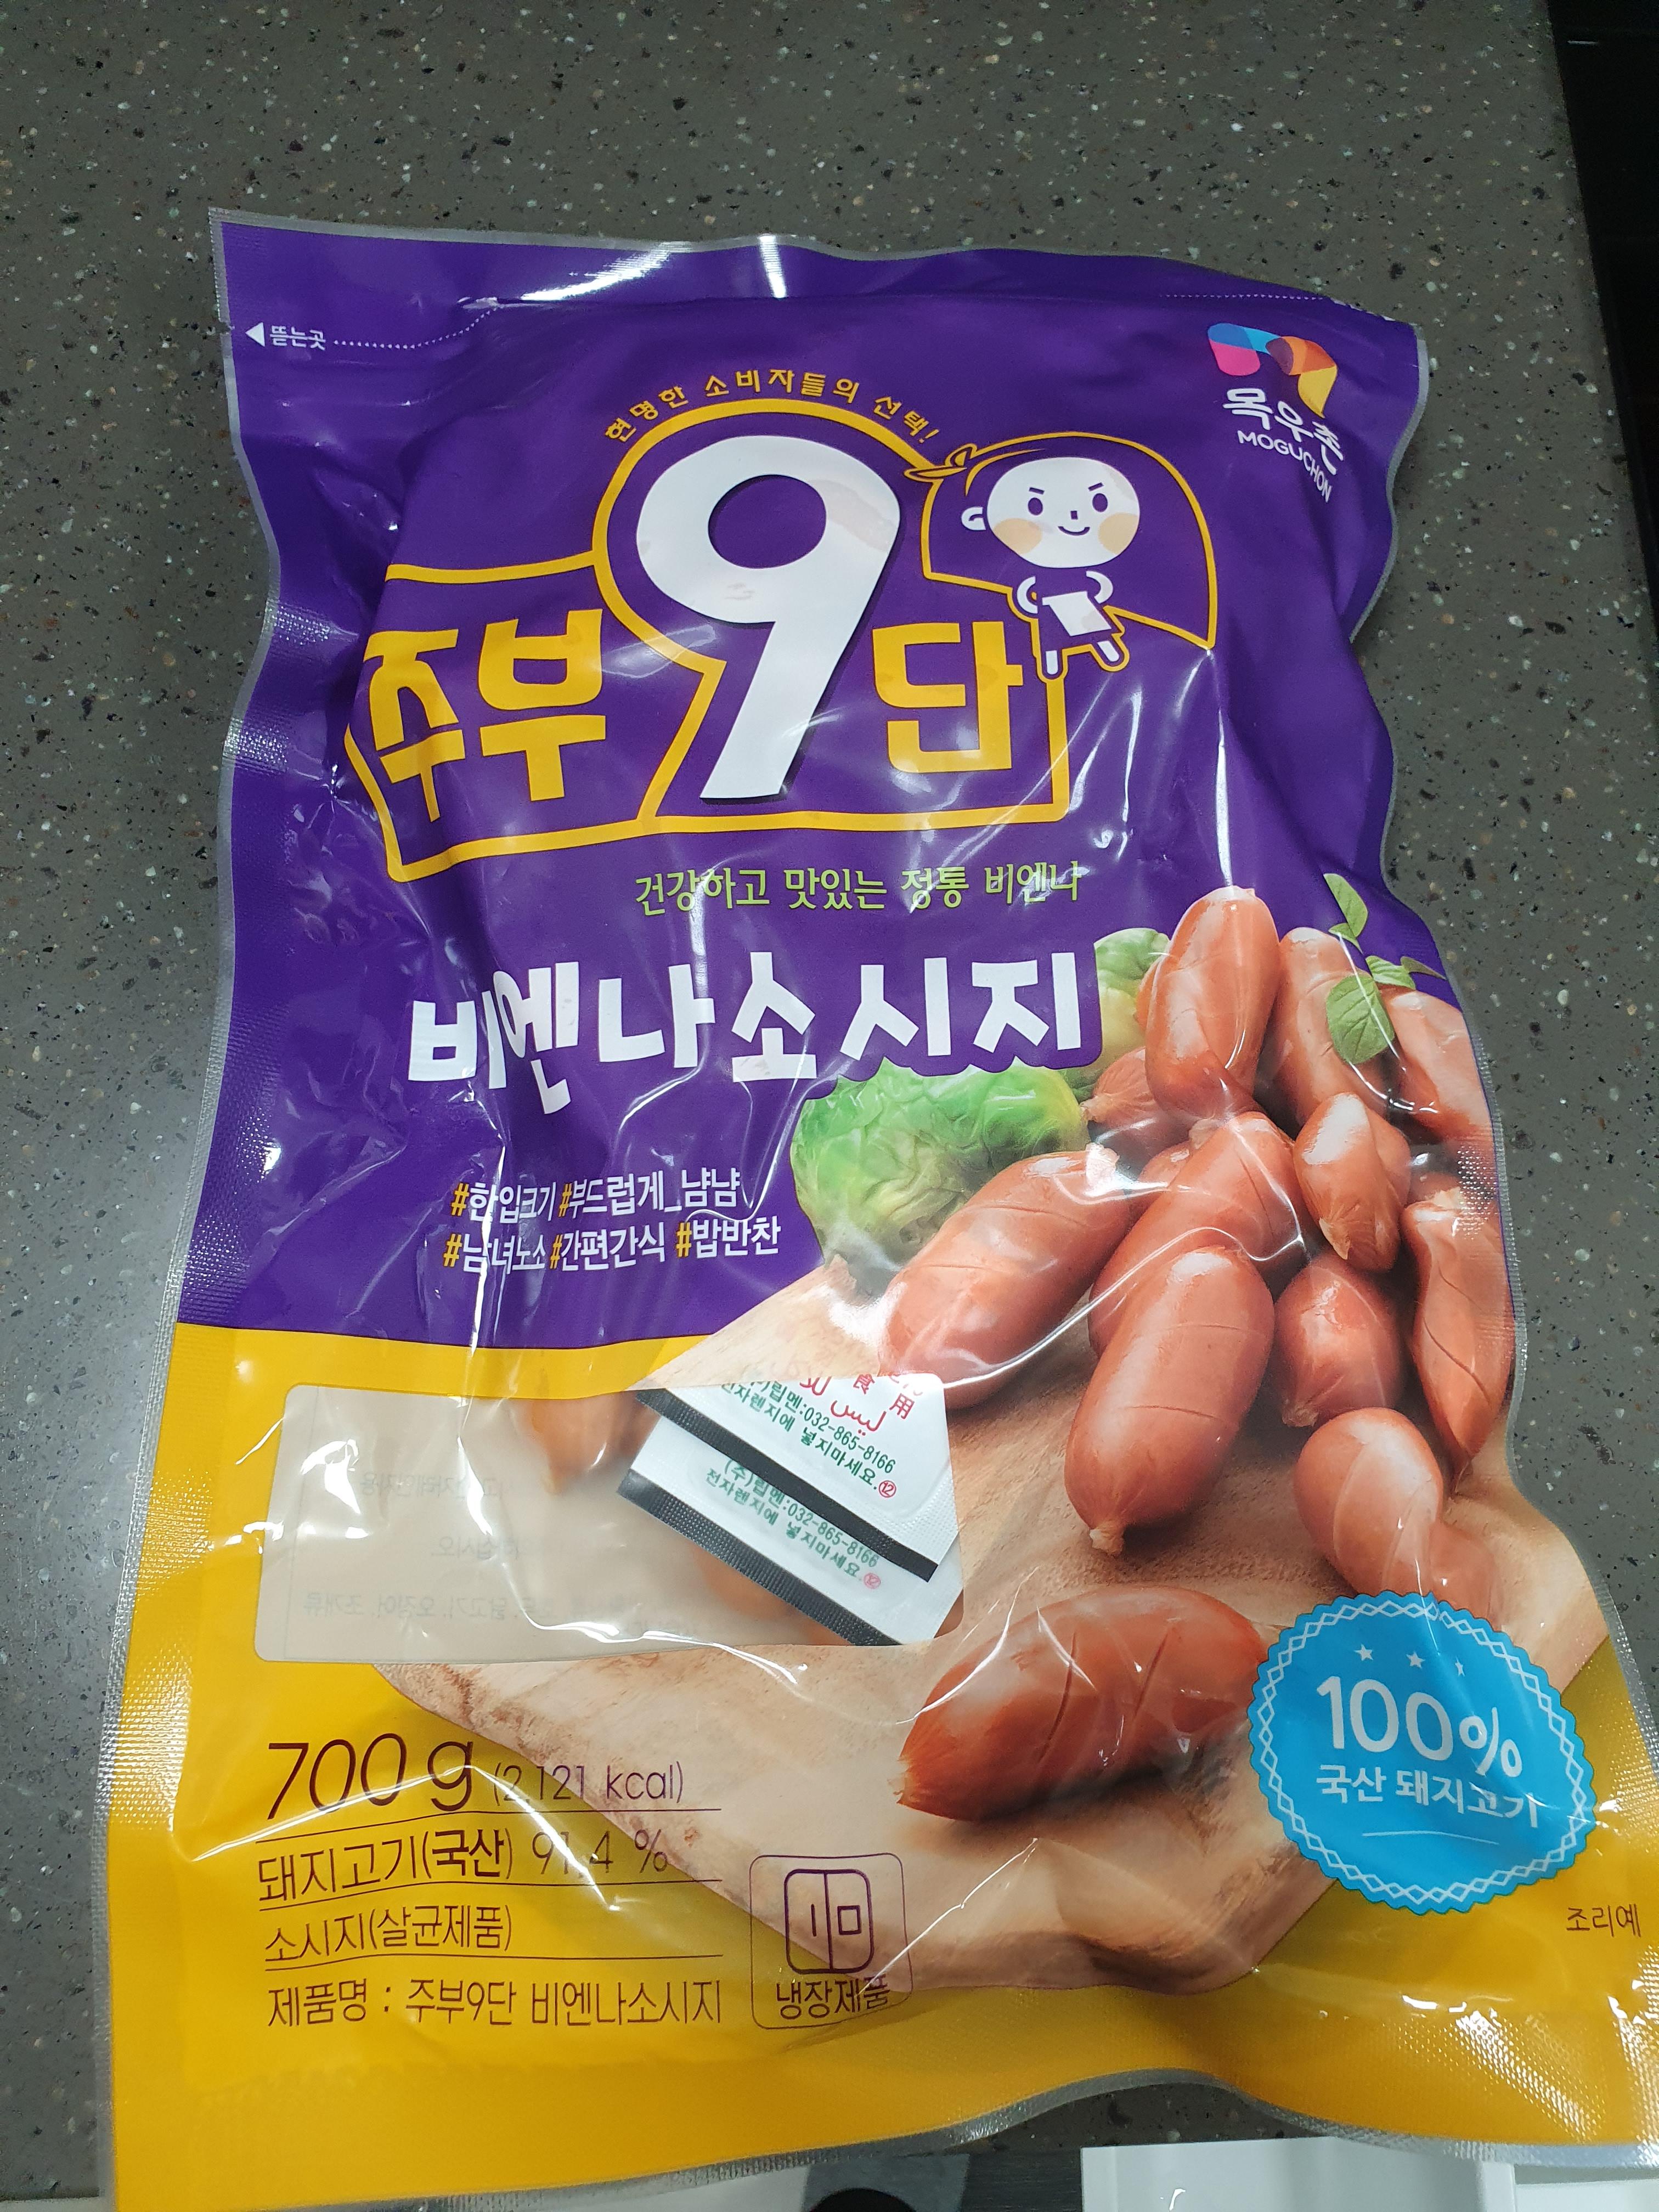 뜯는곳
목우촌
MOGUCHON
현명한 소비자들의 선택!
주부9단
건강하고 맛있는 정통 비엔나
비엔나소시지
#한입크기 #부드럽게_냠냠
#남녀노소 #간편간식 #밥반찬
食 用
ليس
립멘:032-865-8166
전자렌지에 넣지마세요.⑫
(주)립멘:032-865-8166
전자렌지에 넣지마세요.⑫
100%
국산 돼지고기
700 g (2,121 kcal)
돼지고기(국산) 91.4 %
소시지(살균제품)
제품명 : 주부9단 비엔나소시지
냉장제품
조리예